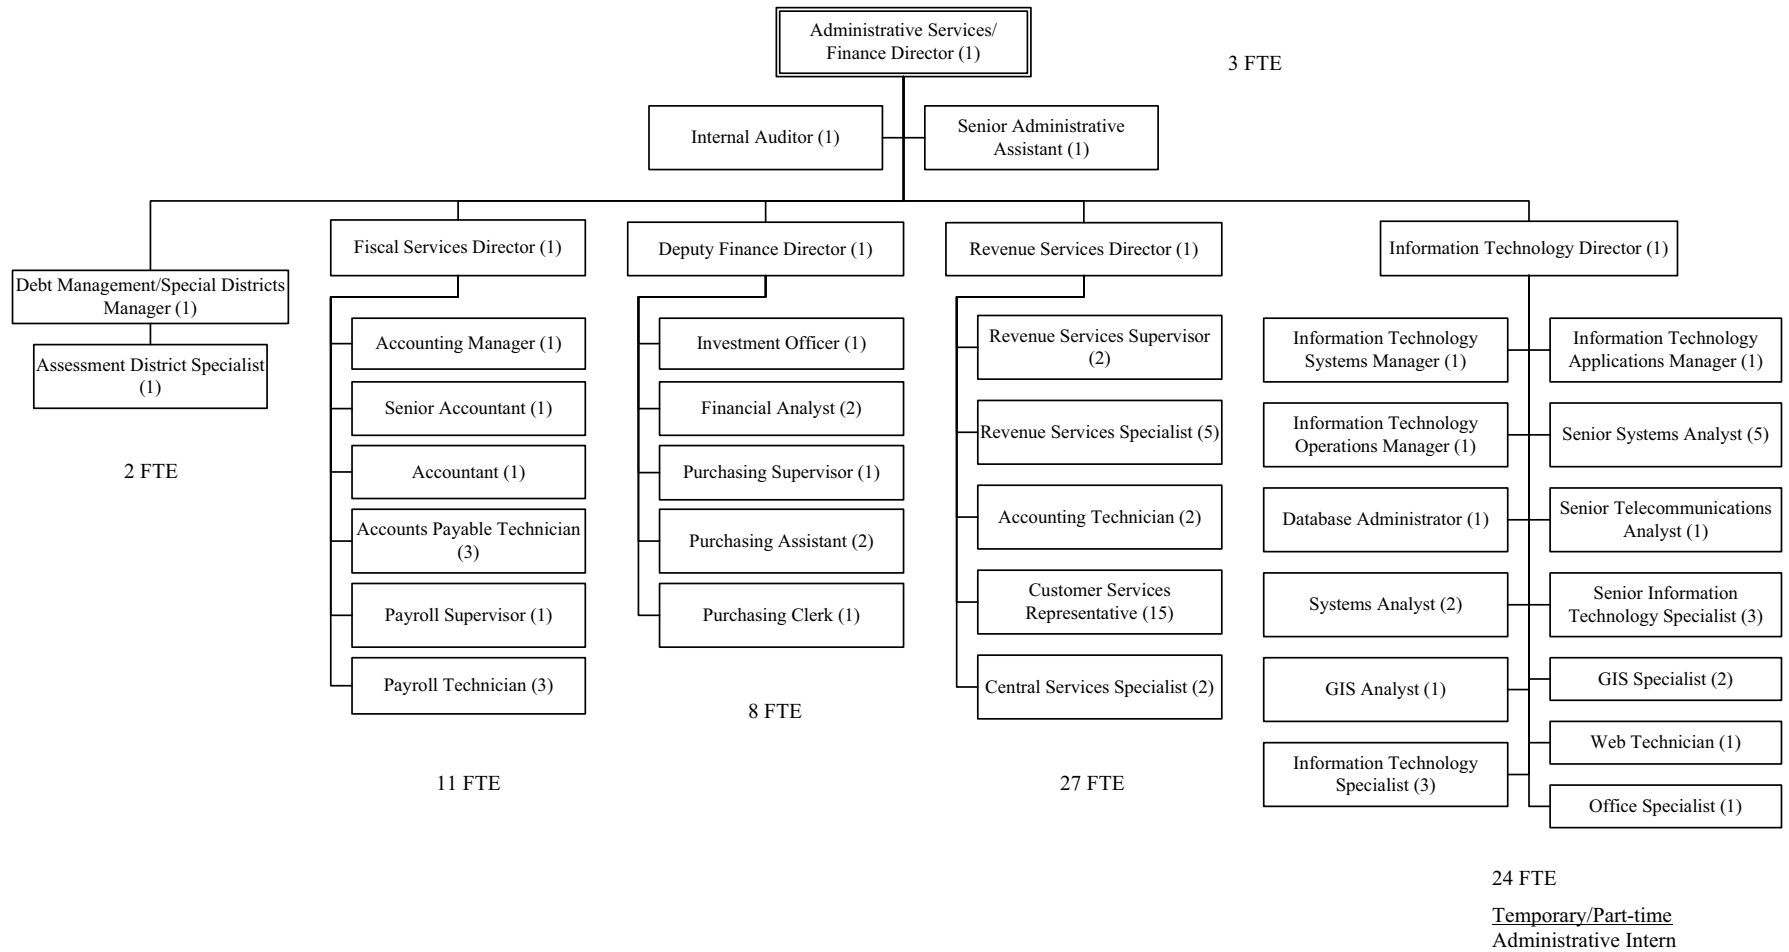 Administrative Services/
Finance Director (1)
3 FTE
Internal Auditor (1)
Senior Administrative
Assistant (1)
Debt Management/Special Districts
Manager (1)
Assessment District Specialist
(1)
2 FTE
Fiscal Services Director (1)
Accounting Manager (1)
Senior Accountant (1)
Accountant (1)
Accounts Payable Technician
(3)
Payroll Supervisor (1)
Payroll Technician (3)
11 FTE
Deputy Finance Director (1)
Investment Officer (1)
Financial Analyst (2)
Purchasing Supervisor (1)
Purchasing Assistant (2)
Purchasing Clerk (1)
8 FTE
Revenue Services Director (1)
Revenue Services Supervisor
(2)
Revenue Services Specialist (5)
Accounting Technician (2)
Customer Services
Representative (15)
Central Services Specialist (2)
27 FTE
Information Technology Director (1)
Information Technology
Systems Manager (1)
Information Technology
Applications Manager (1)
Information Technology
Operations Manager (1)
Senior Systems Analyst (5)
Database Administrator (1)
Senior Telecommunications
Analyst (1)
Systems Analyst (2)
Senior Information
Technology Specialist (3)
GIS Analyst (1)
GIS Specialist (2)
Web Technician (1)
Information Technology
Specialist (3)
Office Specialist (1)
24 FTE
Temporary/Part-time
Administrative Intern